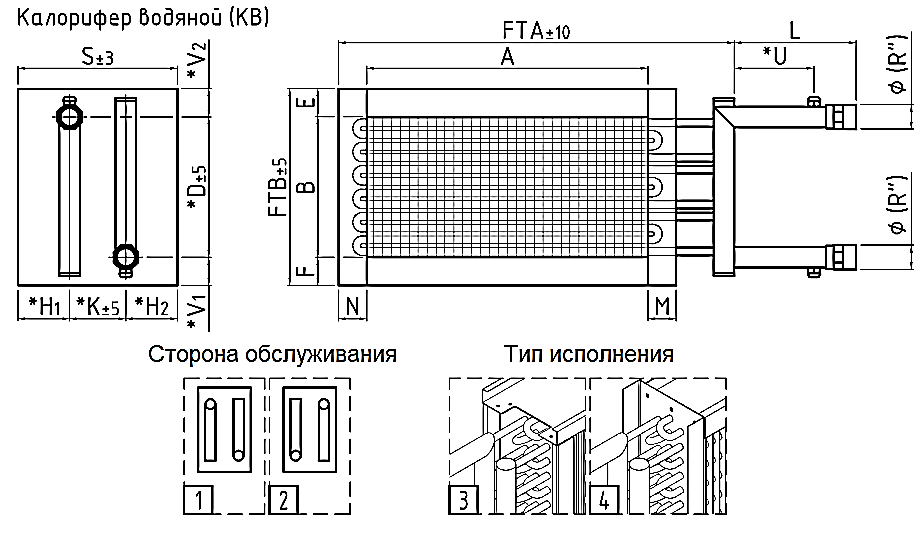 Калорифер водяной (КВ)
S±3
*V2
*D±5
*V1
*H1
*K±5
*H2
FTA±10
L
A
*U
ϕ (R")
E
FTB±5
B
F
ϕ (R")
N
M
Сторона обслуживания
Тип исполнения
1
2
3
4